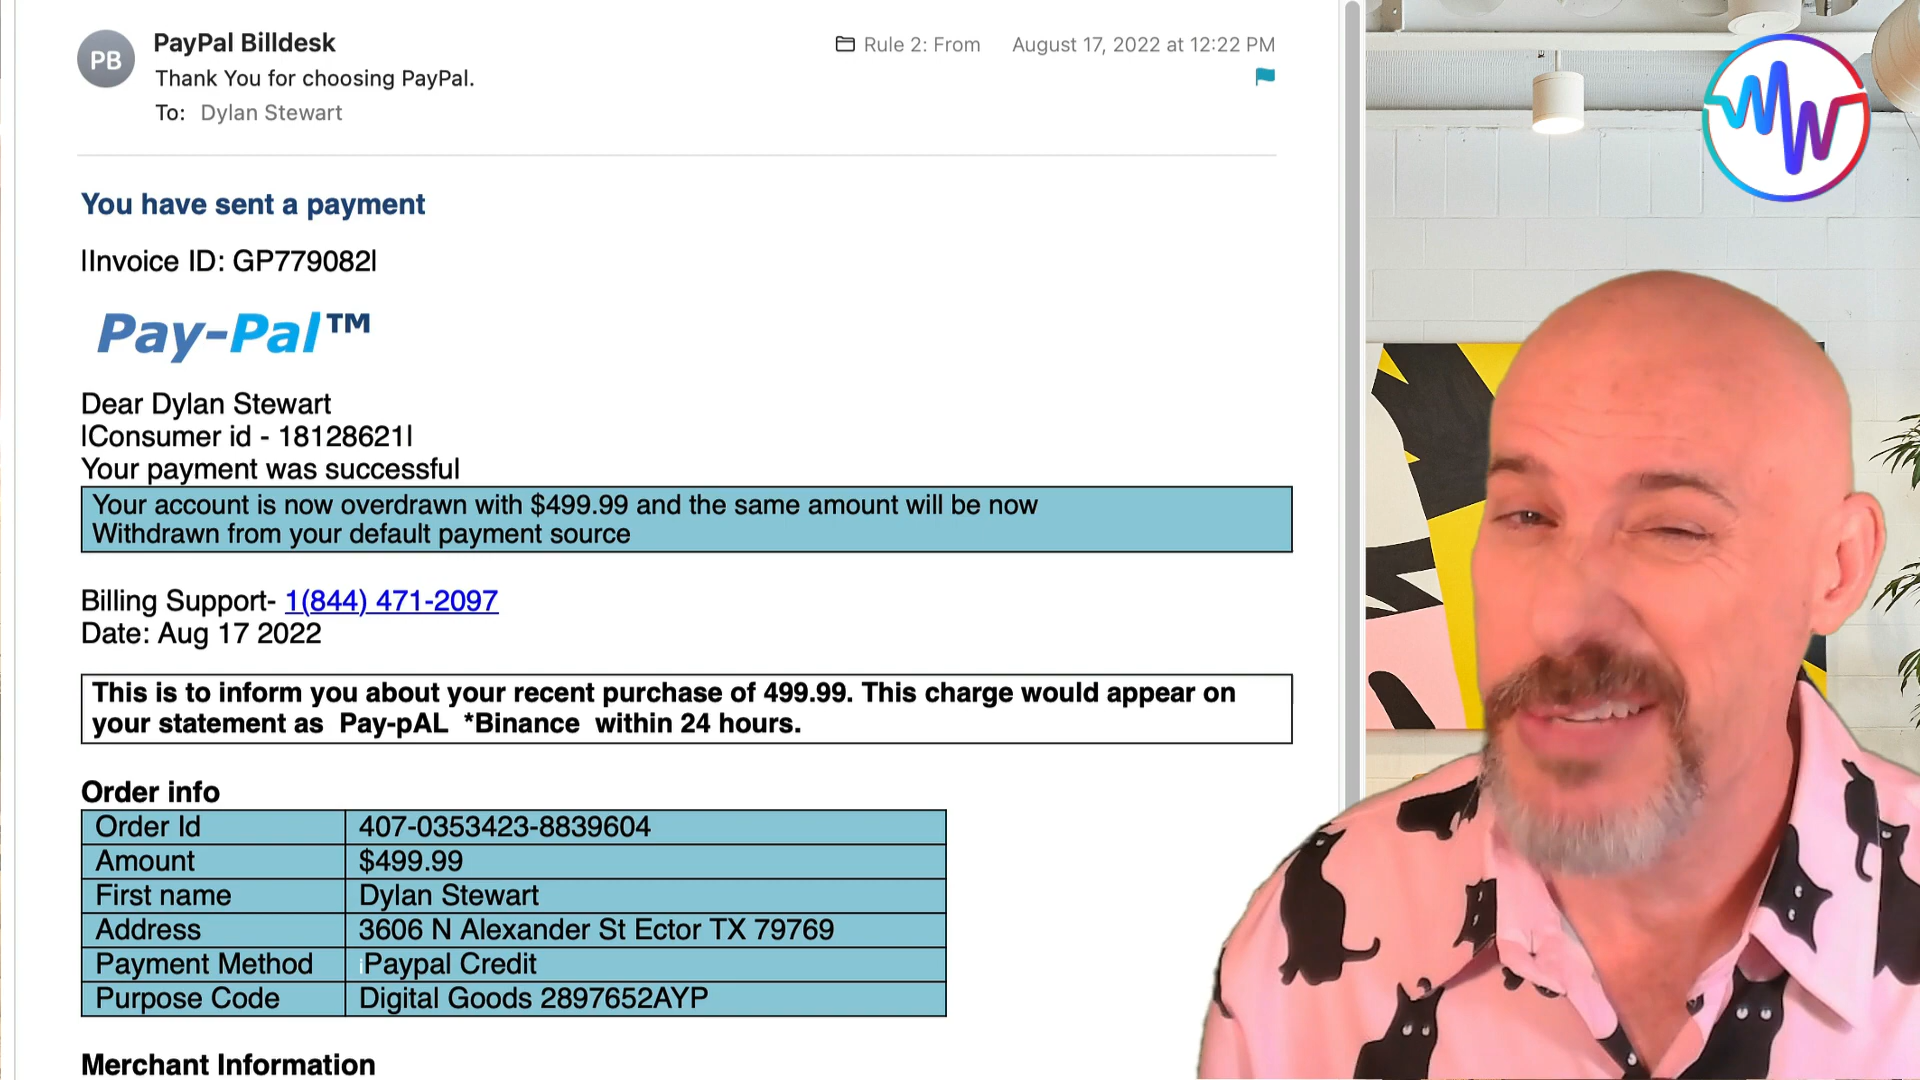 PB
PayPal Billdesk
Rule 2: From
August 17, 2022 at 12:22 PM
Thank You for choosing PayPal.
To: Dylan Stewart
You have sent a payment
|Invoice ID: GP779082|
Pay-Pal™
Dear Dylan Stewart
|Consumer id - 18128621|
Your payment was successful
Your account is now overdrawn with $499.99 and the same amount will be now
Withdrawn from your default payment source
Billing Support- 1(844) 471-2097
Date: Aug 17 2022
This is to inform you about your recent purchase of 499.99. This charge would appear on
your statement as Pay-pAL *Binance within 24 hours.
Order info
Order Id 407-0353423-8839604
Amount $499.99
First name Dylan Stewart
Address 3606 N Alexander St Ector TX 79769
Payment Method iPaypal Credit
Purpose Code Digital Goods 2897652AYP
Merchant Information
MW